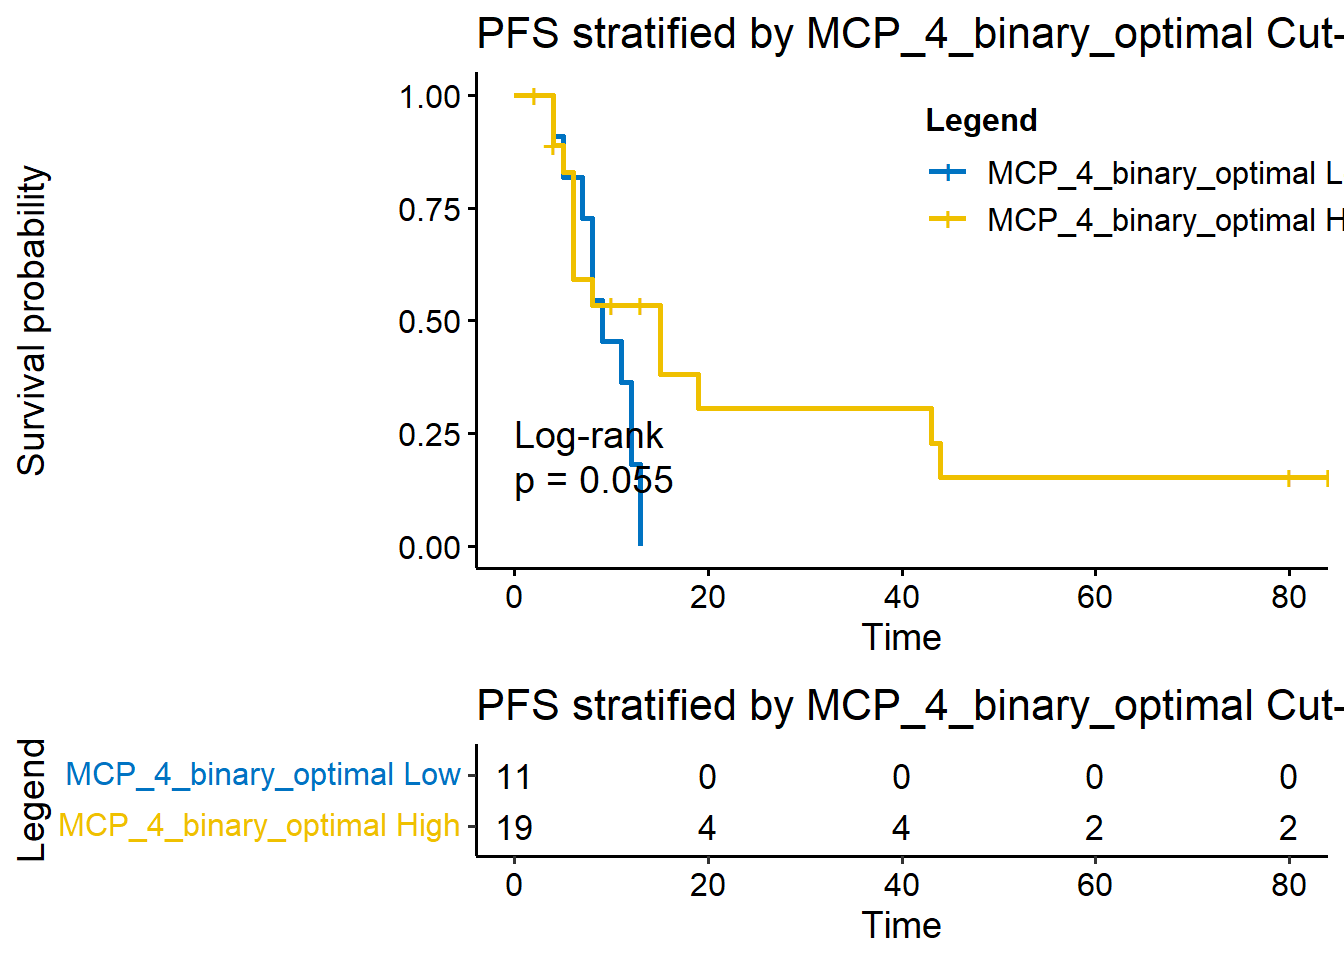 PFS stratified by MCP_4_binary_optimal Cut-
Survival probability
1.00
0.75
0.50
0.25
0.00
Legend
MCP_4_binary_optimal L
MCP_4_binary_optimal H
Log-rank
p = 0.055
0 20 40 60 80
Time
PFS stratified by MCP_4_binary_optimal Cut-
Legend
MCP_4_binary_optimal Low 11 0 0 0 0
MCP_4_binary_optimal High 19 4 4 2 2
0 20 40 60 80
Time